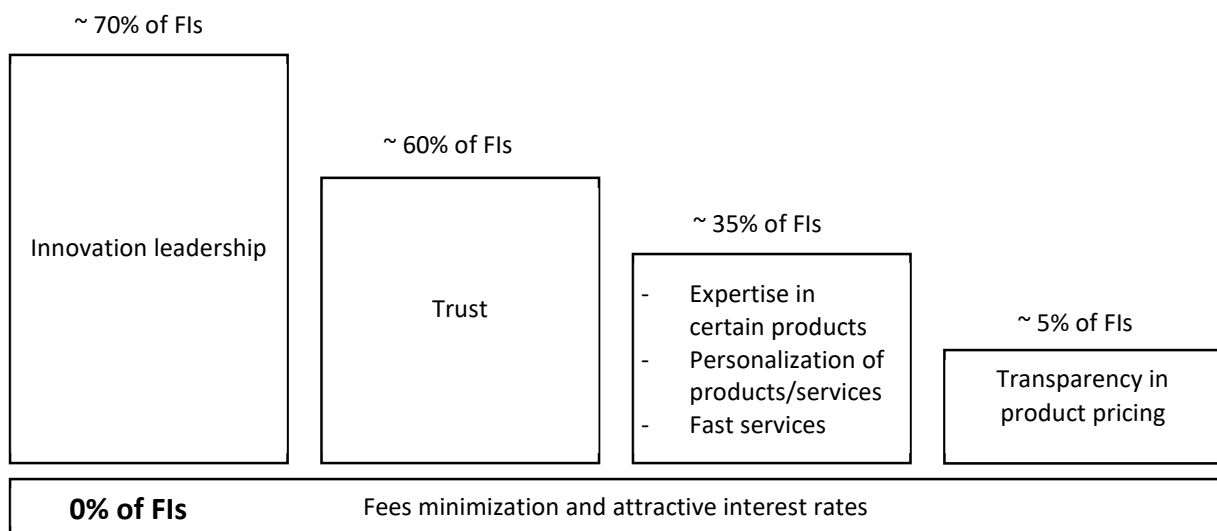 ~ 70% of FIs
Innovation leadership
~ 60% of FIs
Trust
~ 35% of FIs
- Expertise in
certain products
- Personalization of
products/services
- Fast services
~ 5% of FIs
Transparency in
product pricing
0% of FIs Fees minimization and attractive interest rates